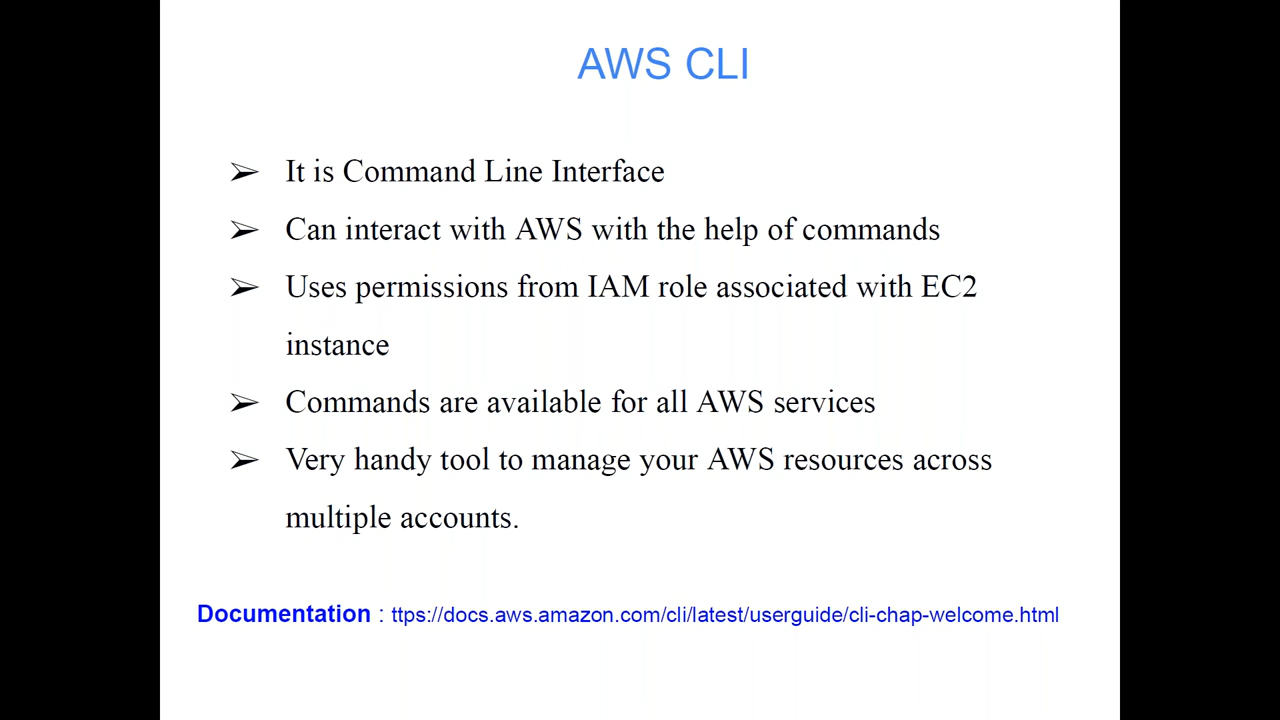 AWS CLI
➢ It is Command Line Interface
➢ Can interact with AWS with the help of commands
➢ Uses permissions from IAM role associated with EC2
instance
➢ Commands are available for all AWS services
➢ Very handy tool to manage your AWS resources across
multiple accounts.
Documentation : ttps://docs.aws.amazon.com/cli/latest/userguide/cli-chap-welcome.html